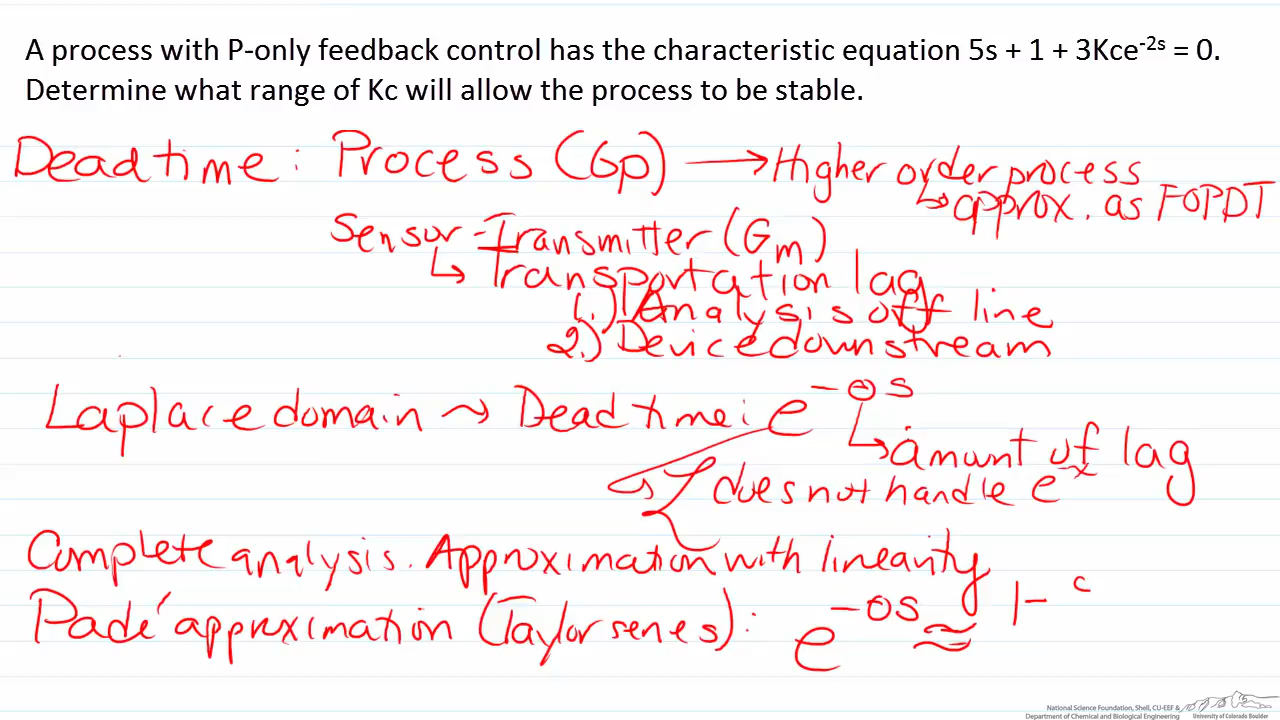 A process with P-only feedback control has the characteristic equation 5s + 1 + 3Kce⁻²ˢ = 0.
Determine what range of Kc will allow the process to be stable.
Deadtime: Process (Gp) → Higher order process
↳ approx. as FOPDT
Sensor-Transmitter (Gm)
↳ Transportation lag
1.) Analysis off line
2.) Device downstream
Laplace domain ~ Deadtime: e^-θs
↳ amount of lag
does not handle e^-x
Complete analysis. Approximation with linearity
Padé approximation (Taylor series): e^-θs ≈ 1-
National Science Foundation, Shell, CU-EEF &
Department of Chemical and Biological Engineering
University of Colorado Boulder